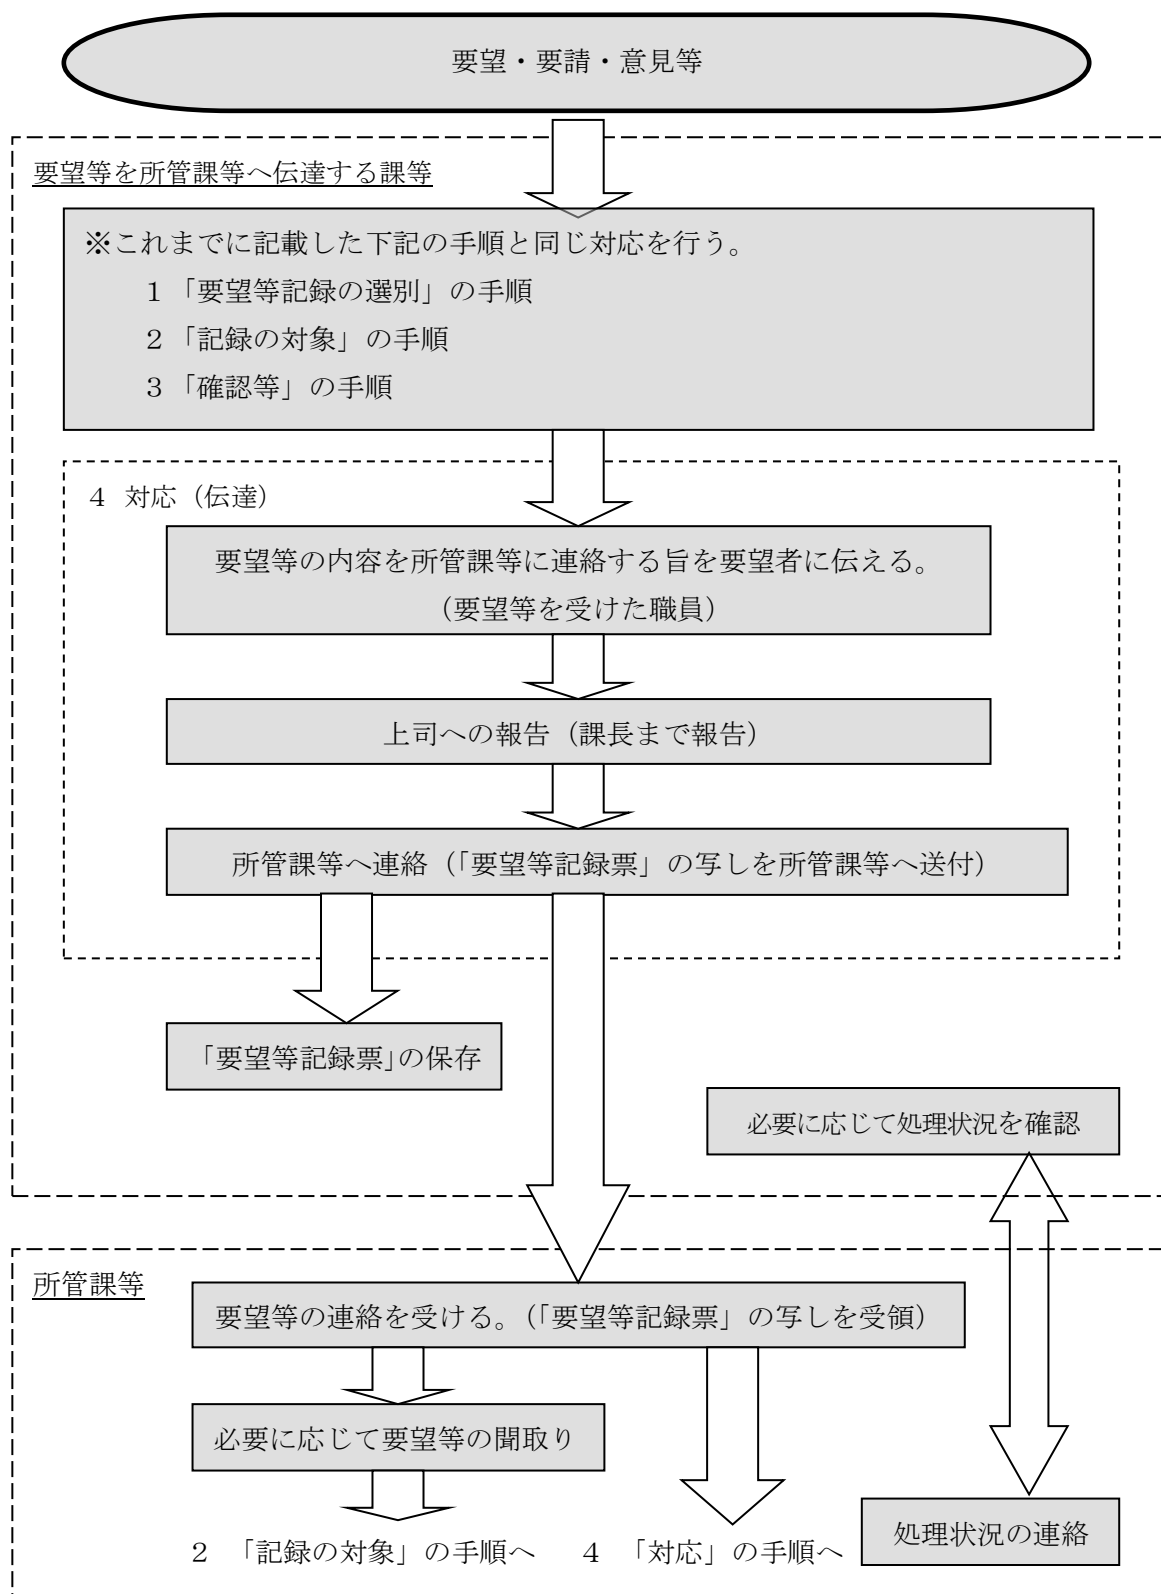 要望・要請・意見等
要望等を所管課等へ伝達する課等
※これまでに記載した下記の手順と同じ対応を行う。
１「要望等記録の選別」の手順
２「記録の対象」の手順
３「確認等」の手順
４ 対応（伝達）
要望等の内容を所管課等に連絡する旨を要望者に伝える。
（要望等を受けた職員）
上司への報告（課長まで報告）
所管課等へ連絡（「要望等記録票」の写しを所管課等へ送付）
「要望等記録票」の保存
必要に応じて処理状況を確認
所管課等
要望等の連絡を受ける。（「要望等記録票」の写しを受領）
必要に応じて要望等の聞取り
２ 「記録の対象」の手順へ
４ 「対応」の手順へ
処理状況の連絡